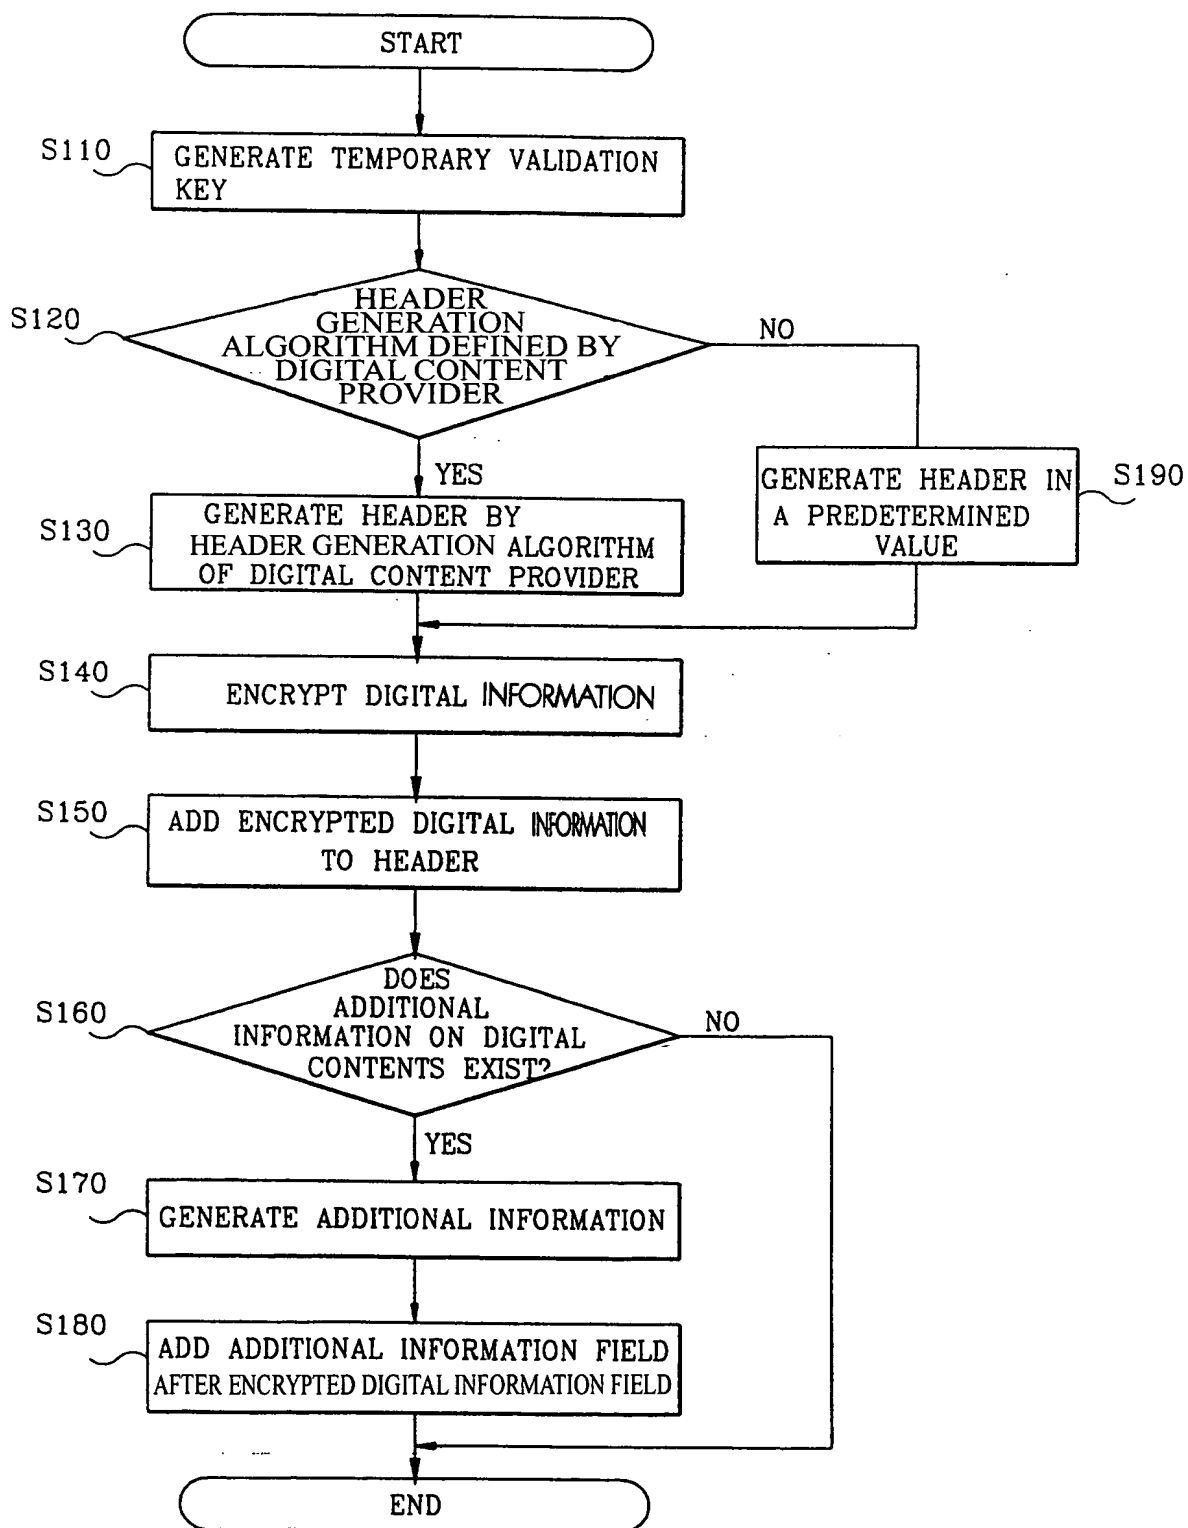 START
S110
GENERATE TEMPORARY VALIDATION
KEY
S120
HEADER
GENERATION
ALGORITHM DEFINED BY
DIGITAL CONTENT
PROVIDER
NO
YES
S190
GENERATE HEADER IN
A PREDETERMINED
VALUE
S130
GENERATE HEADER BY
HEADER GENERATION ALGORITHM
OF DIGITAL CONTENT PROVIDER
S140
ENCRYPT DIGITAL INFORMATION
S150
ADD ENCRYPTED DIGITAL INFORMATION
TO HEADER
S160
DOES
ADDITIONAL
INFORMATION ON DIGITAL
CONTENTS EXIST?
NO
YES
S170
GENERATE ADDITIONAL INFORMATION
S180
ADD ADDITIONAL INFORMATION FIELD
AFTER ENCRYPTED DIGITAL INFORMATION FIELD
END